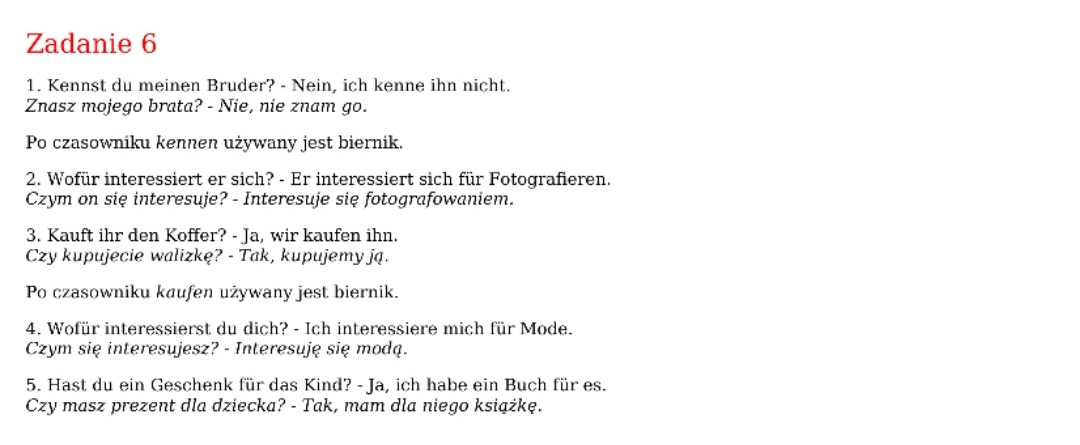 Zadanie 6
1. Kennst du meinen Bruder? - Nein, ich kenne ihn nicht.
Znasz mojego brata? - Nie, nie znam go.
Po czasowniku kennen używany jest biernik.
2. Wofür interessiert er sich? - Er interessiert sich für Fotografieren.
Czym on się interesuje? - Interesuje się fotografowaniem.
3. Kauft ihr den Koffer? - Ja, wir kaufen ihn.
Czy kupujecie walizkę? - Tak, kupujemy ją.
Po czasowniku kaufen używany jest biernik.
4. Wofür interessierst du dich? - Ich interessiere mich für Mode.
Czym się interesujesz? - Interesuję się modą.
5. Hast du ein Geschenk für das Kind? - Ja, ich habe ein Buch für es.
Czy masz prezent dla dziecka? - Tak, mam dla niego książkę.